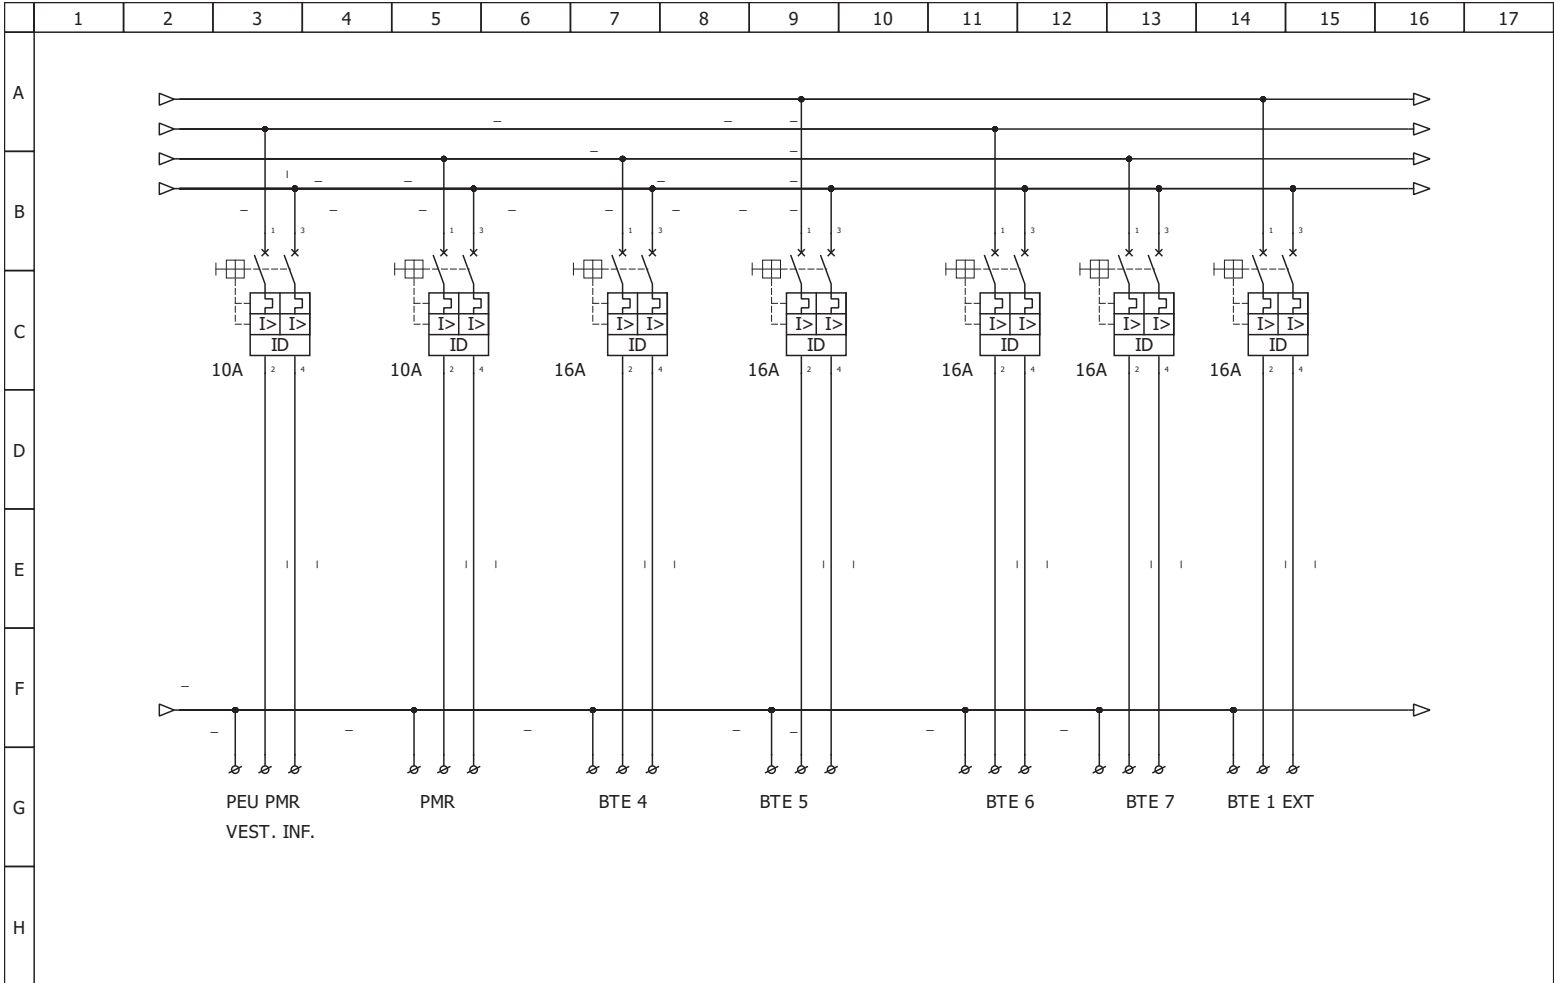 1 2 3 4 5 6 7 8 9 10 11 12 13 14 15 16 17
A
B
1 3 1 3 1 3 1 3 1 3 1 3 1 3
C
I> I> I> I> I> I> I> I> I> I> I> I> I> I>
ID ID ID ID ID ID ID
10A 2 4 10A 2 4 16A 2 4 16A 2 4 16A 2 4 16A 2 4 16A 2 4
D
E
F
G
PEU PMR PMR BTE 4 BTE 5 BTE 6 BTE 7 BTE 1 EXT
VEST. INF.
H